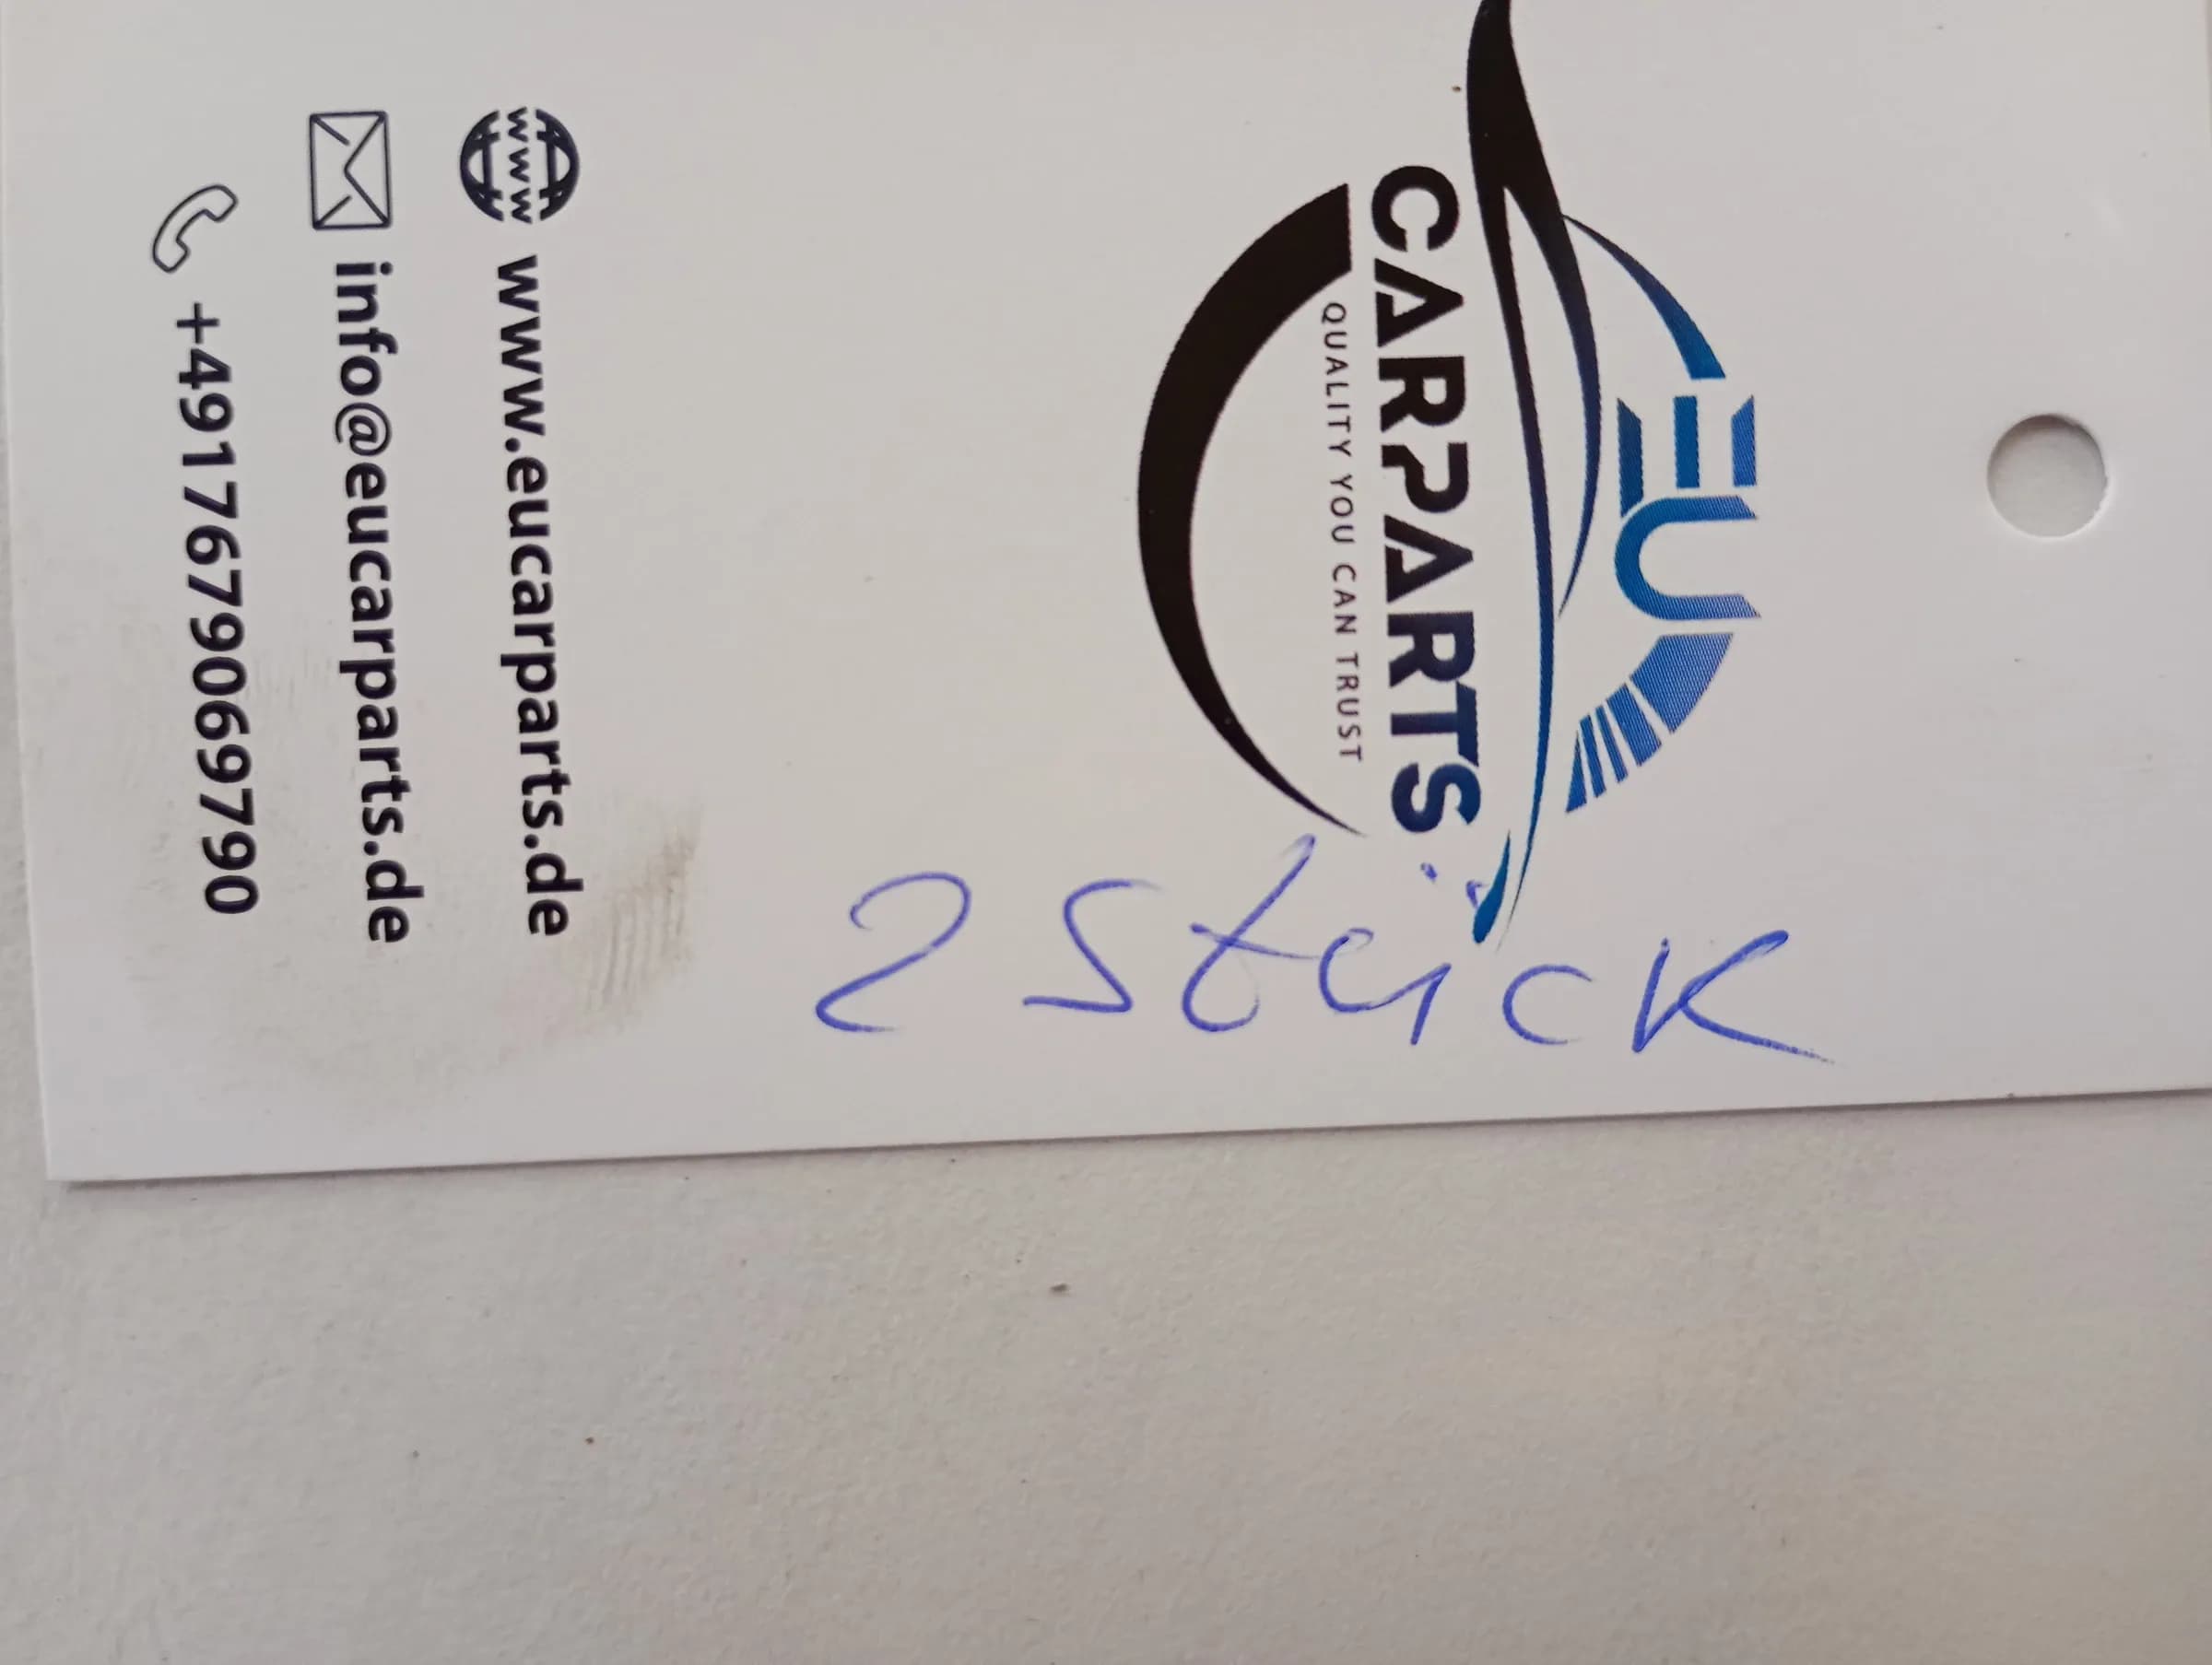 EU
CARPARTS
QUALITY YOU CAN TRUST
2 Stück
www
www.eucarparts.de
info@eucarparts.de
+4917679069790